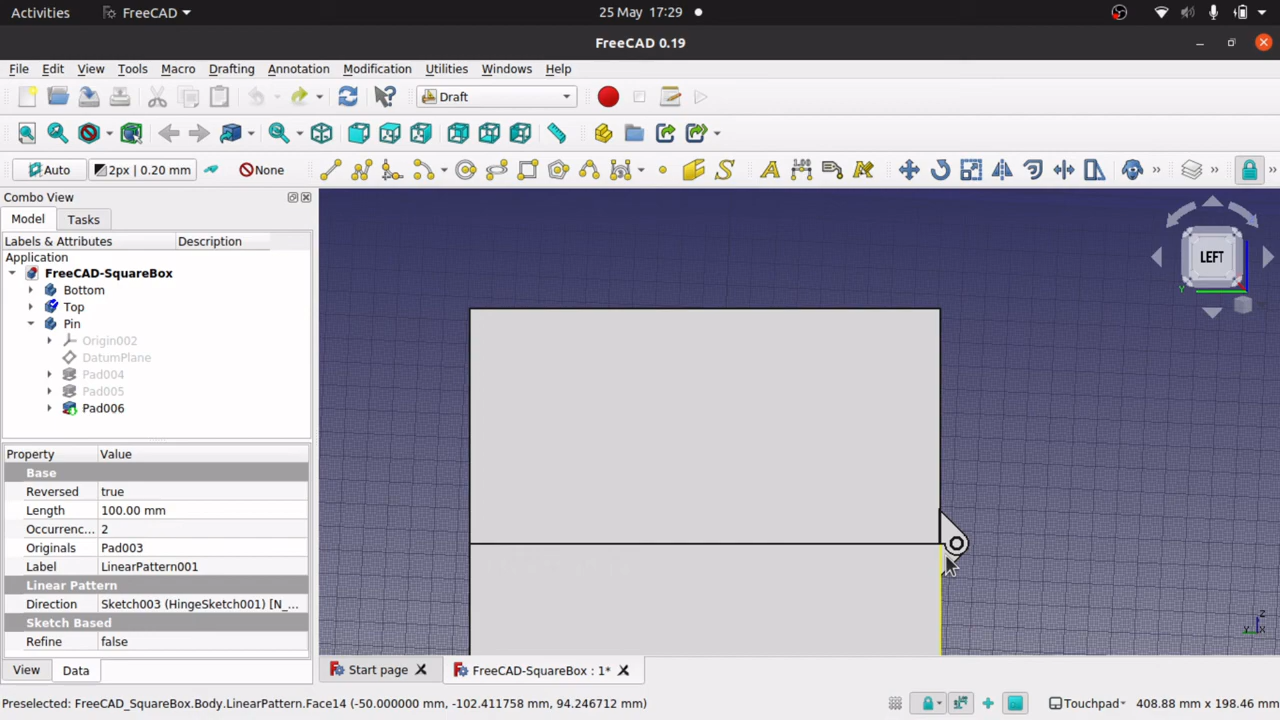 Activities FreeCAD 25 May 17:29
FreeCAD 0.19
File Edit View Tools Macro Drafting Annotation Modification Utilities Windows Help
Draft
Auto 2px | 0.20 mm None
Combo View
Model Tasks
Labels & Attributes Description
Application
FreeCAD-SquareBox
Bottom
Top
Pin
Origin002
DatumPlane
Pad004
Pad005
Pad006
Property Value
Base
Reversed true
Length 100.00 mm
Occurrenc... 2
Originals Pad003
Label LinearPattern001
Linear Pattern
Direction Sketch003 (HingeSketch001) [N_...
Sketch Based
Refine false
View Data
LEFT
Y
X
Z
Y X
Start page FreeCAD-SquareBox : 1*
Preselected: FreeCAD_SquareBox.Body.LinearPattern.Face14 (-50.000000 mm, -102.411758 mm, 94.246712 mm) Touchpad 408.88 mm x 198.46 mm